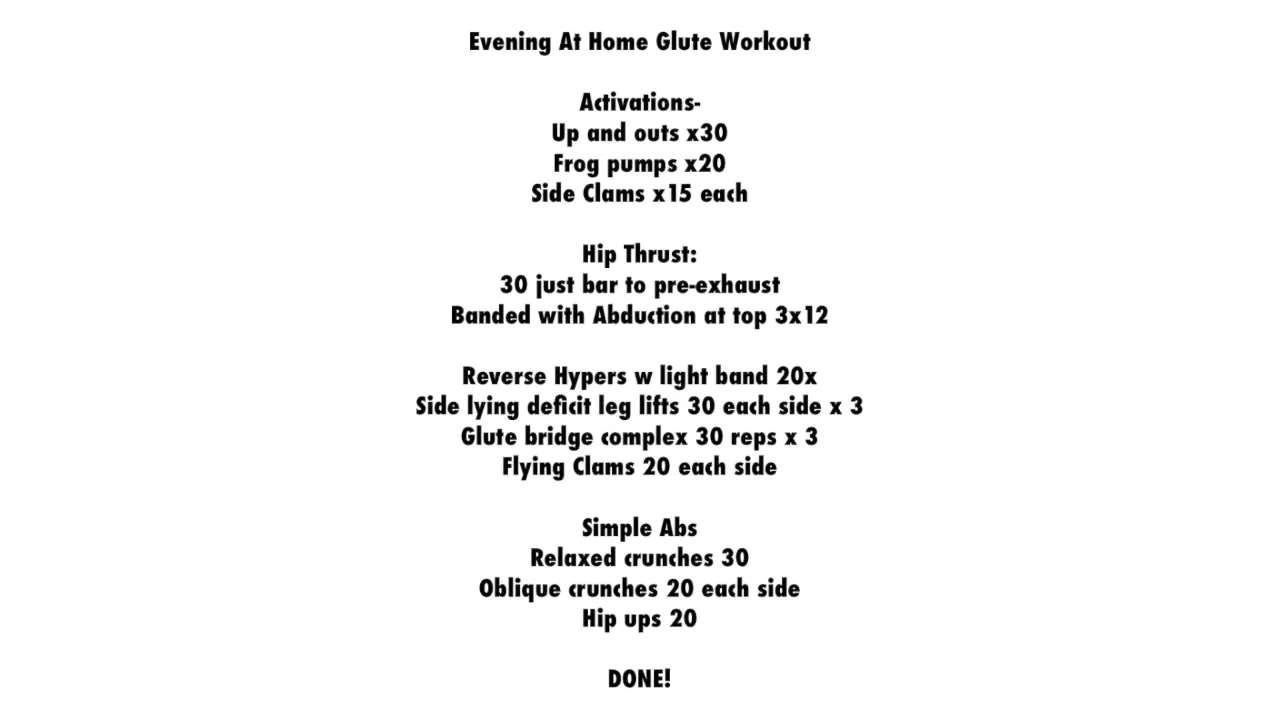 Evening At Home Glute Workout
Activations-
Up and outs x30
Frog pumps x20
Side Clams x15 each
Hip Thrust:
30 just bar to pre-exhaust
Banded with Abduction at top 3x12
Reverse Hypers w light band 20x
Side lying deficit leg lifts 30 each side x 3
Glute bridge complex 30 reps x 3
Flying Clams 20 each side
Simple Abs
Relaxed crunches 30
Oblique crunches 20 each side
Hip ups 20
DONE!